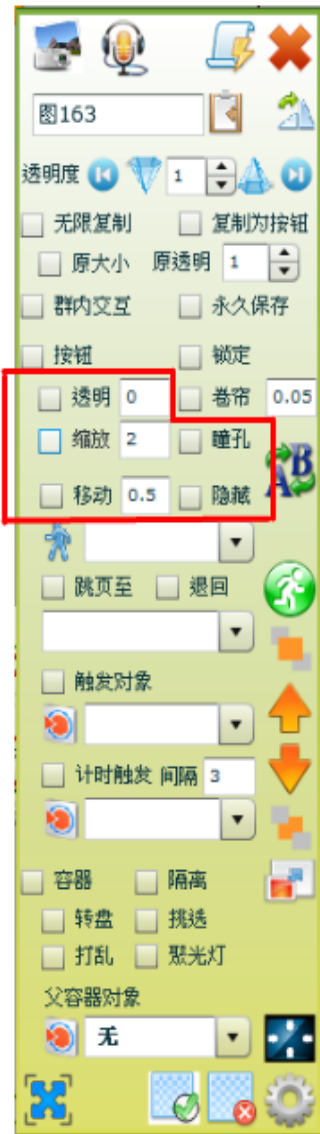 图163
透明度 1
无限复制 复制为按钮
原大小 原透明 1
群内交互 永久保存
按钮 锁定
透明 0 卷帘 0.05
缩放 2 瞳孔
AB
移动 0.5 隐藏
跳页至 退回
触发对象
计时触发 间隔 3
容器 隔离
转盘 挑选
打乱 聚光灯
父容器对象
无